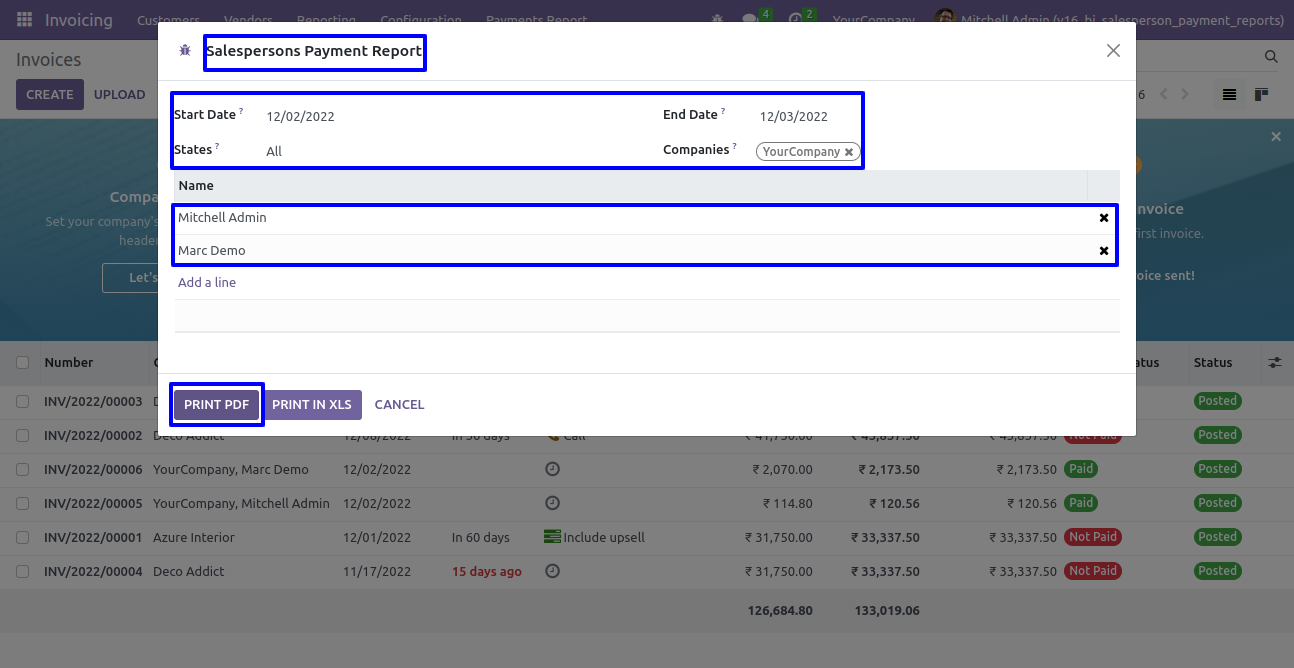 Invoicing Customers Vendors Reporting Configuration Payments Report 4 2 YourCompany Mitchell Admin (v16_bi_salesperson_payment_reports)
Invoices
CREATE UPLOAD
6
Salespersons Payment Report
Start Date ? 12/02/2022 End Date ? 12/03/2022
States ? All Companies ? YourCompany
Name
Mitchell Admin
Marc Demo
Add a line
PRINT PDF PRINT IN XLS CANCEL
Set your company's
header
Let's
nvoice
first invoice.
oice sent!
Number atus Status
INV/2022/00003 Posted
INV/2022/00002 Deco Addict 12/08/2022 In 30 days Call ₹ 41,750.00 ₹ 43,837.50 ₹ 43,837.50 Not Paid Posted
INV/2022/00006 YourCompany, Marc Demo 12/02/2022 ₹ 2,070.00 ₹ 2,173.50 ₹ 2,173.50 Paid Posted
INV/2022/00005 YourCompany, Mitchell Admin 12/02/2022 ₹ 114.80 ₹ 120.56 ₹ 120.56 Paid Posted
INV/2022/00001 Azure Interior 12/01/2022 In 60 days Include upsell ₹ 31,750.00 ₹ 33,337.50 ₹ 33,337.50 Not Paid Posted
INV/2022/00004 Deco Addict 11/17/2022 15 days ago ₹ 31,750.00 ₹ 33,337.50 ₹ 33,337.50 Not Paid Posted
126,684.80 133,019.06